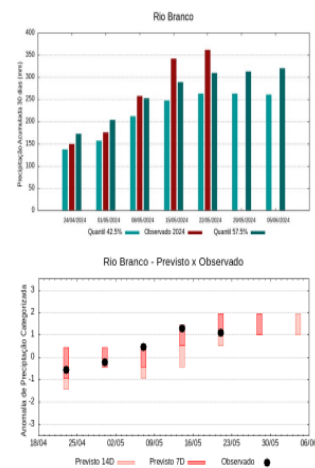 Rio Branco
Precipitação Acumulada 30 dias (mm)
400
350
300
250
200
150
100
50
0
24/04/2024 01/05/2024 08/05/2024 15/05/2024 22/05/2024 29/05/2024 05/06/2024
Quantil 42.5% Observado 2024 Quantil 57.5%
Rio Branco - Previsto x Observado
Anomalia de Precipitação Categorizada
3
2
1
0
-1
-2
-3
18/04 25/04 02/05 09/05 16/05 23/05 30/05 06/06
Previsto 14D Previsto 7D Observado